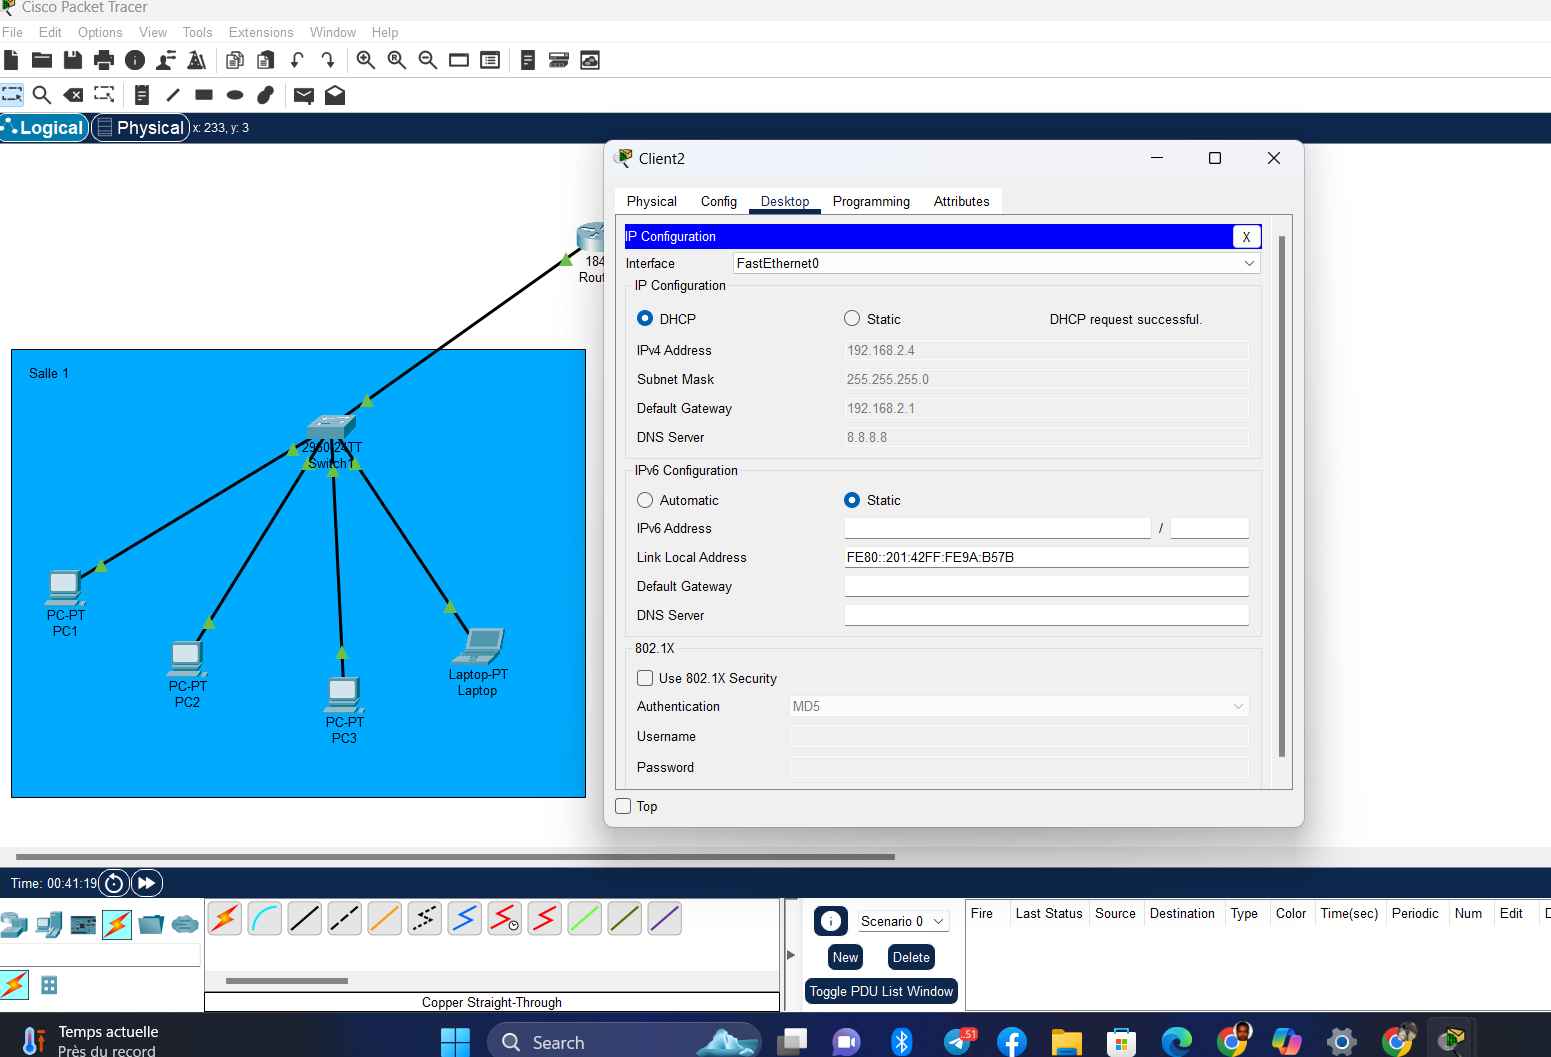 Cisco Packet Tracer
File Edit Options View Tools Extensions Window Help
Logical Physical x: 233, y: 3
184
Rout
Salle 1
2960-24TT
Switch1
PC-PT
PC1
PC-PT
PC2
PC-PT
PC3
Laptop-PT
Laptop
Client2
Physical Config Desktop Programming Attributes
IP Configuration X
Interface FastEthernet0
IP Configuration
DHCP Static DHCP request successful.
IPv4 Address 192.168.2.4
Subnet Mask 255.255.255.0
Default Gateway 192.168.2.1
DNS Server 8.8.8.8
IPv6 Configuration
Automatic Static
IPv6 Address /
Link Local Address FE80::201:42FF:FE9A:B57B
Default Gateway
DNS Server
802.1X
Use 802.1X Security
Authentication MD5
Username
Password
Top
Time: 00:41:19
Scenario 0
New Delete
Toggle PDU List Window
Fire Last Status Source Destination Type Color Time(sec) Periodic Num Edit D
Copper Straight-Through
Temps actuelle
Près du record
Search
51